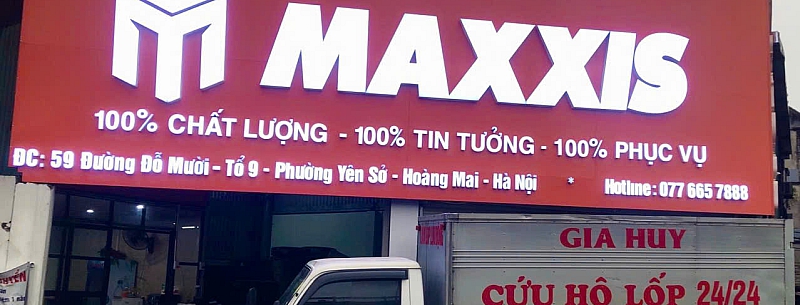 MAXXIS
100% CHẤT LƯỢNG - 100% TIN TƯỞNG - 100% PHỤC VỤ
ĐC: 59 Đường Đỗ Mười - Tổ 9 - Phường Yên Sở - Hoàng Mai - Hà Nội * Hotline: 077 665 7888
GIA HUY
CỨU HỘ LỐP 24/24